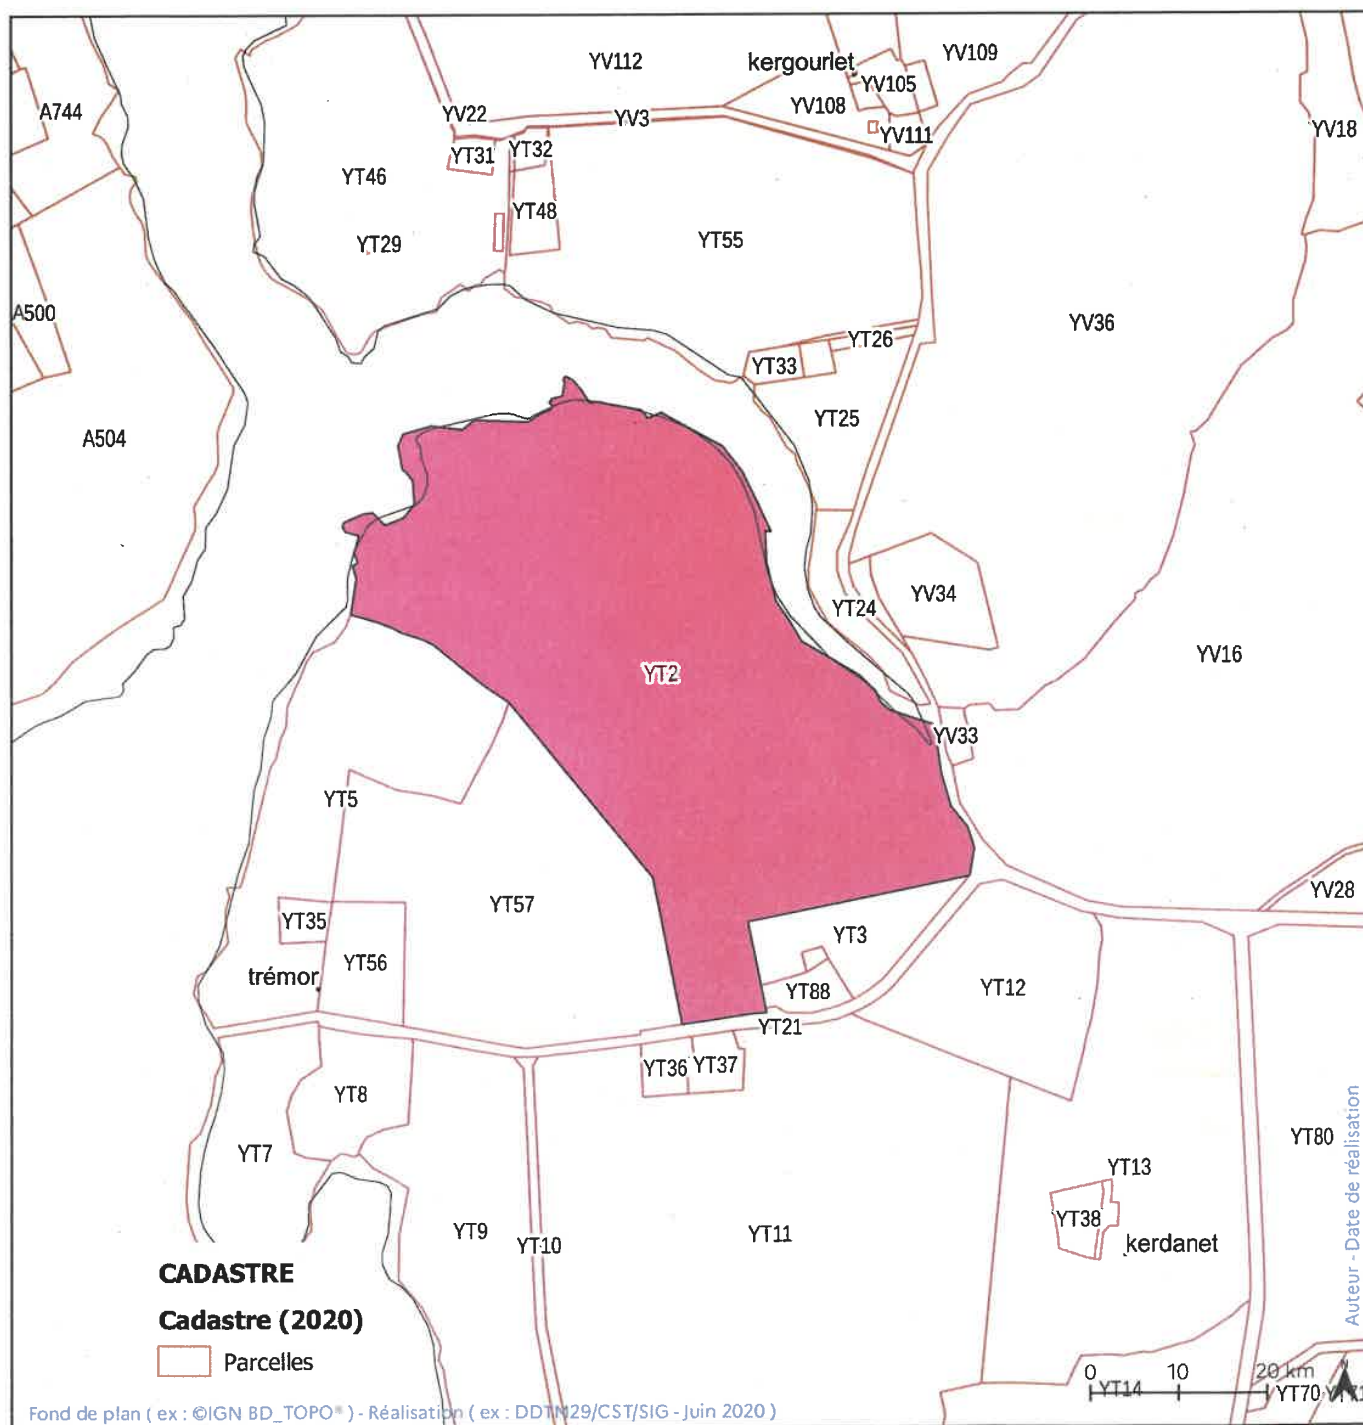 YV112
kergourlet
YV109
A744
YV22
YV3
YV108
YV105
YV111
YV18
YT31
YT32
YT46
YT48
YT29
YT55
A500
YV36
YT33
YT26
A504
YT25
YT24
YV34
YT2
YV16
YV33
YT5
YV28
YT57
YT35
YT3
trémor
YT56
YT88
YT12
YT21
YT36
YT37
YT8
YT7
YT80
YT13
YT38
YT9
YT10
YT11
kerdanet
CADASTRE
Cadastre (2020)
Parcelles
0 10 20 km
YT14
YT70
Auteur - Date de réalisation
Fond de plan ( ex : ©IGN BD_TOPO® ) - Réalisation ( ex : DDTM29/CST/SIG - Juin 2020 )